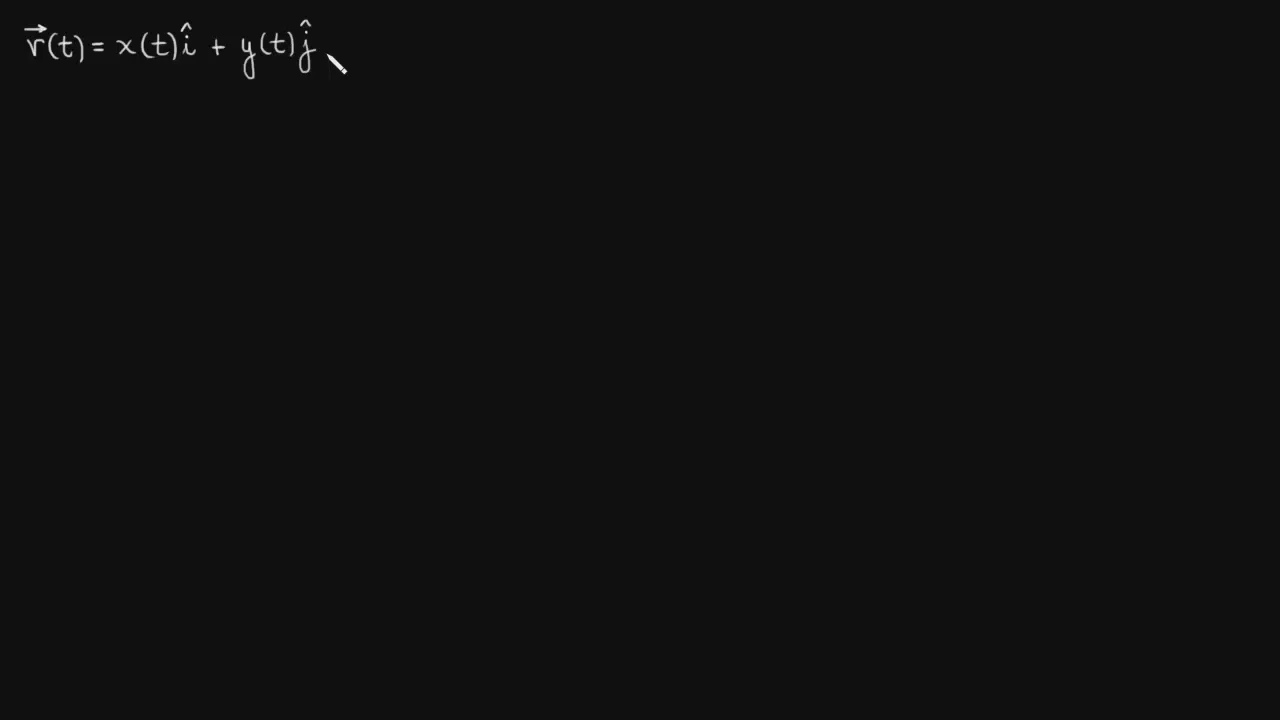 r⃗(t) = x(t)î + y(t)ĵ